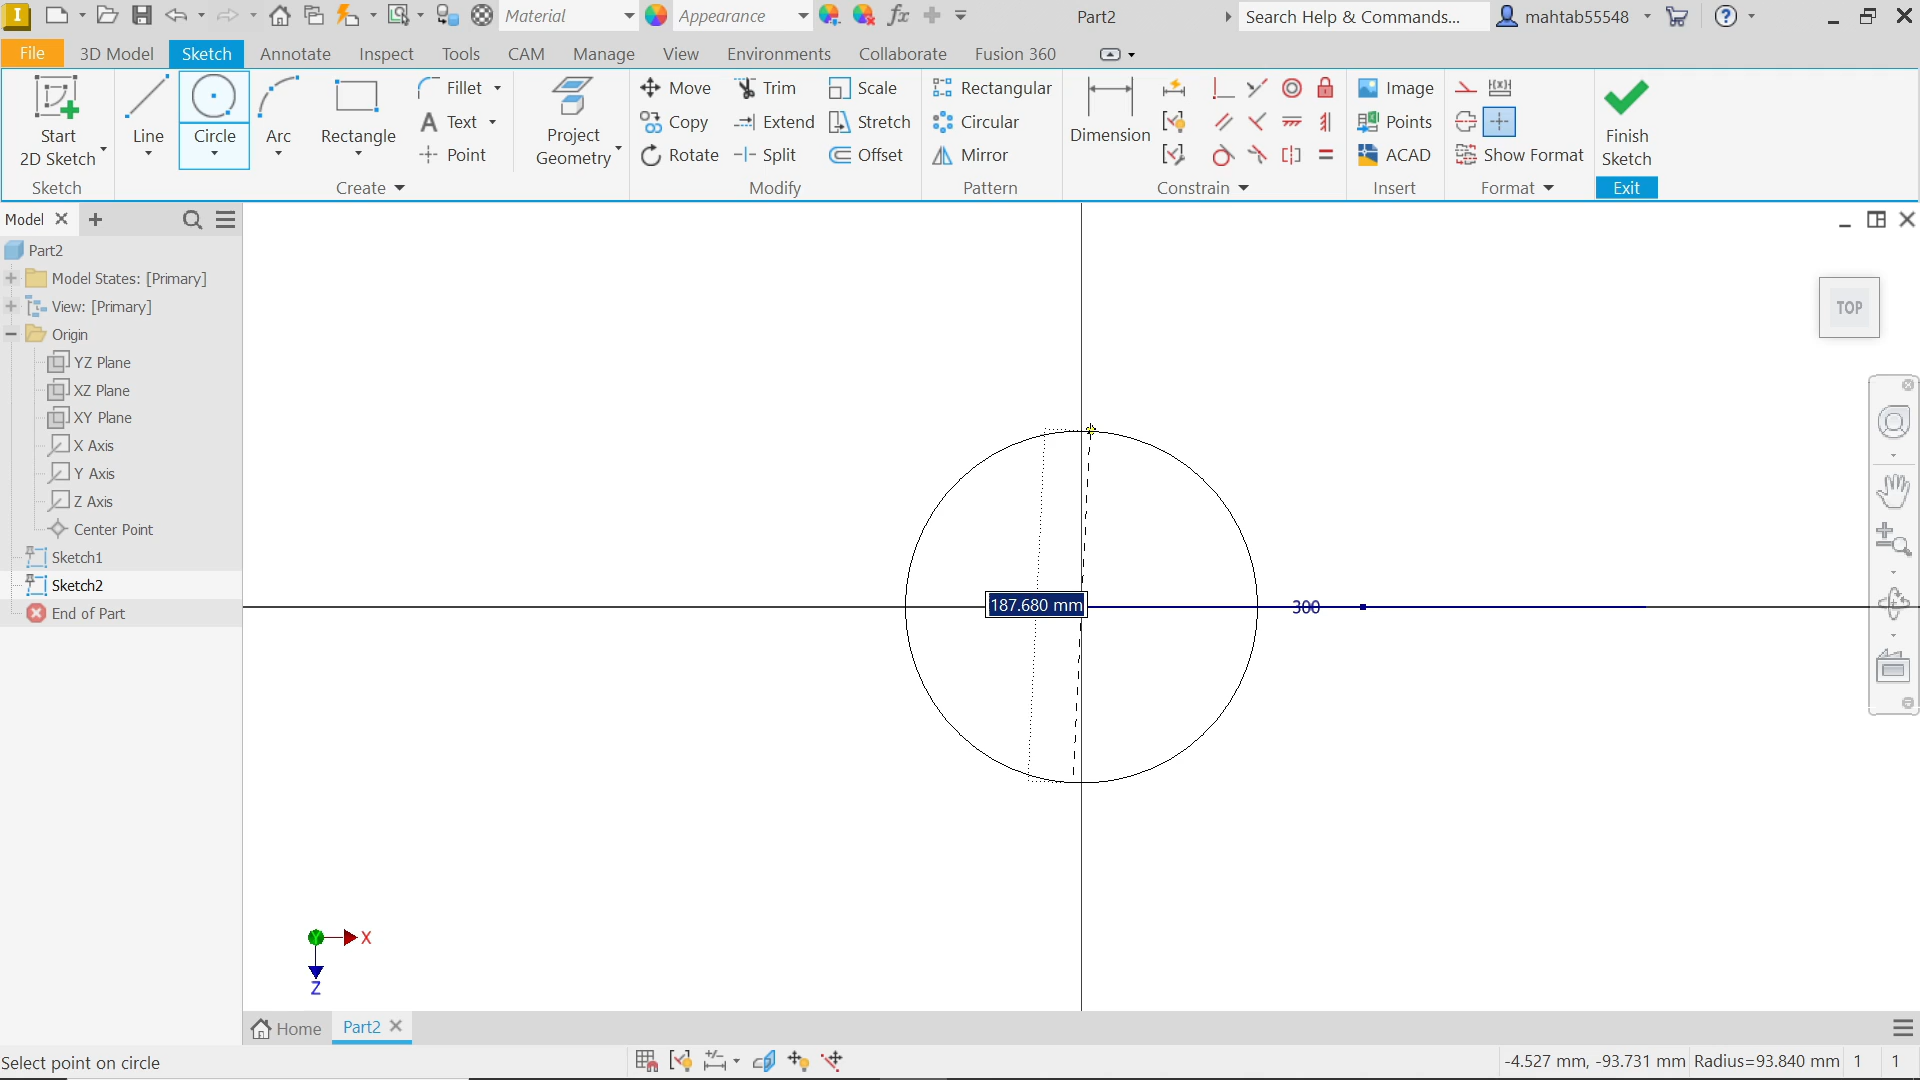 Material
Appearance
Part2
Search Help & Commands...
mahtab55548
File
3D Model
Sketch
Annotate
Inspect
Tools
CAM
Manage
View
Environments
Collaborate
Fusion 360
Start
2D Sketch
Sketch
Line
Circle
Arc
Rectangle
Fillet
Text
Point
Create
Project
Geometry
Move
Copy
Rotate
Trim
Extend
Split
Scale
Stretch
Offset
Modify
Rectangular
Circular
Mirror
Pattern
Dimension
Constrain
Image
Points
ACAD
Insert
Show Format
Format
Finish
Sketch
Exit
Model
Part2
Model States: [Primary]
View: [Primary]
Origin
YZ Plane
XZ Plane
XY Plane
X Axis
Y Axis
Z Axis
Center Point
Sketch1
Sketch2
End of Part
TOP
187.680 mm
300
Y
X
Z
Home
Part2
Select point on circle
-4.527 mm, -93.731 mm
Radius=93.840 mm
1
1